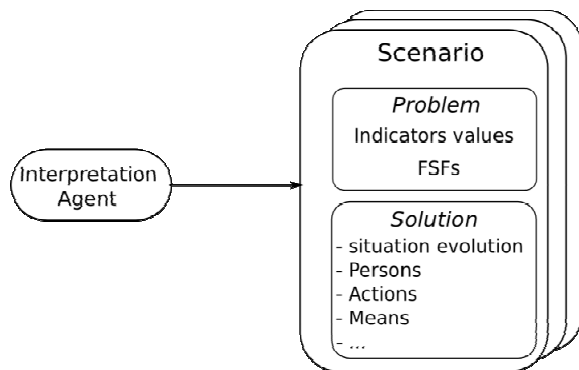 Scenario
Problem
Indicators values
FSFs
Interpretation
Agent
Solution
- situation evolution
- Persons
- Actions
- Means
- ...